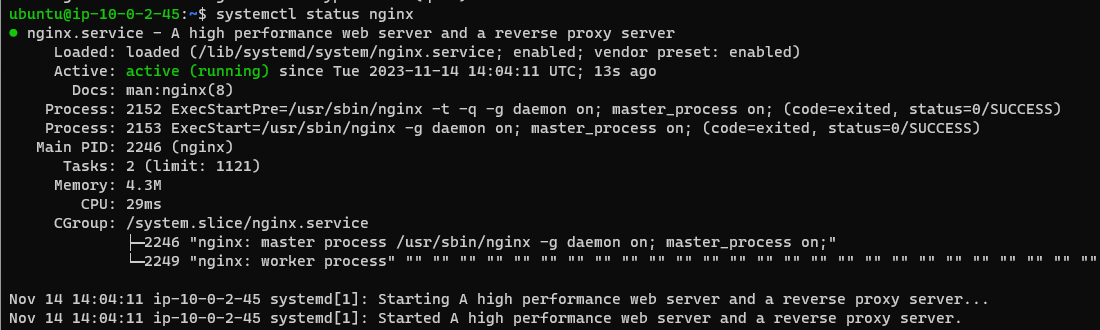 ubuntu@ip-10-0-2-45:~$ systemctl status nginx
● nginx.service - A high performance web server and a reverse proxy server
     Loaded: loaded (/lib/systemd/system/nginx.service; enabled; vendor preset: enabled)
     Active: active (running) since Tue 2023-11-14 14:04:11 UTC; 13s ago
       Docs: man:nginx(8)
    Process: 2152 ExecStartPre=/usr/sbin/nginx -t -q -g daemon on; master_process on; (code=exited, status=0/SUCCESS)
    Process: 2153 ExecStart=/usr/sbin/nginx -g daemon on; master_process on; (code=exited, status=0/SUCCESS)
   Main PID: 2246 (nginx)
      Tasks: 2 (limit: 1121)
     Memory: 4.3M
        CPU: 29ms
     CGroup: /system.slice/nginx.service
             ├─2246 "nginx: master process /usr/sbin/nginx -g daemon on; master_process on;"
             └─2249 "nginx: worker process" "" "" "" "" "" "" "" "" "" "" "" "" "" "" "" "" "" "" "" "" "" "" "" "" "" ""

Nov 14 14:04:11 ip-10-0-2-45 systemd[1]: Starting A high performance web server and a reverse proxy server...
Nov 14 14:04:11 ip-10-0-2-45 systemd[1]: Started A high performance web server and a reverse proxy server.